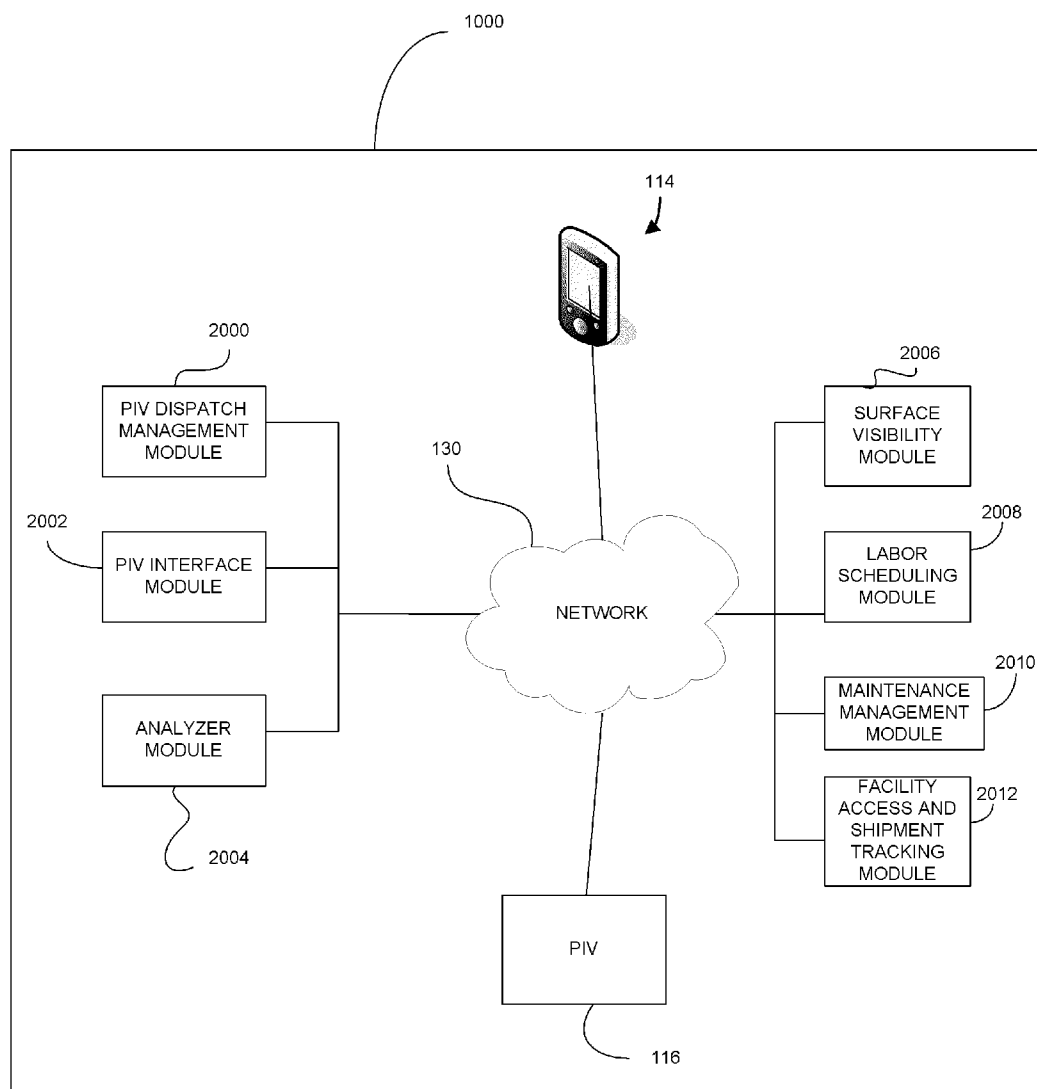 1000
114
2000
PIV DISPATCH
MANAGEMENT
MODULE
2006
SURFACE
VISIBILITY
MODULE
130
2002
PIV INTERFACE
MODULE
2008
LABOR
SCHEDULING
MODULE
NETWORK
ANALYZER
MODULE
2004
2010
MAINTENANCE
MANAGEMENT
MODULE
2012
FACILITY
ACCESS AND
SHIPMENT
TRACKING
MODULE
PIV
116